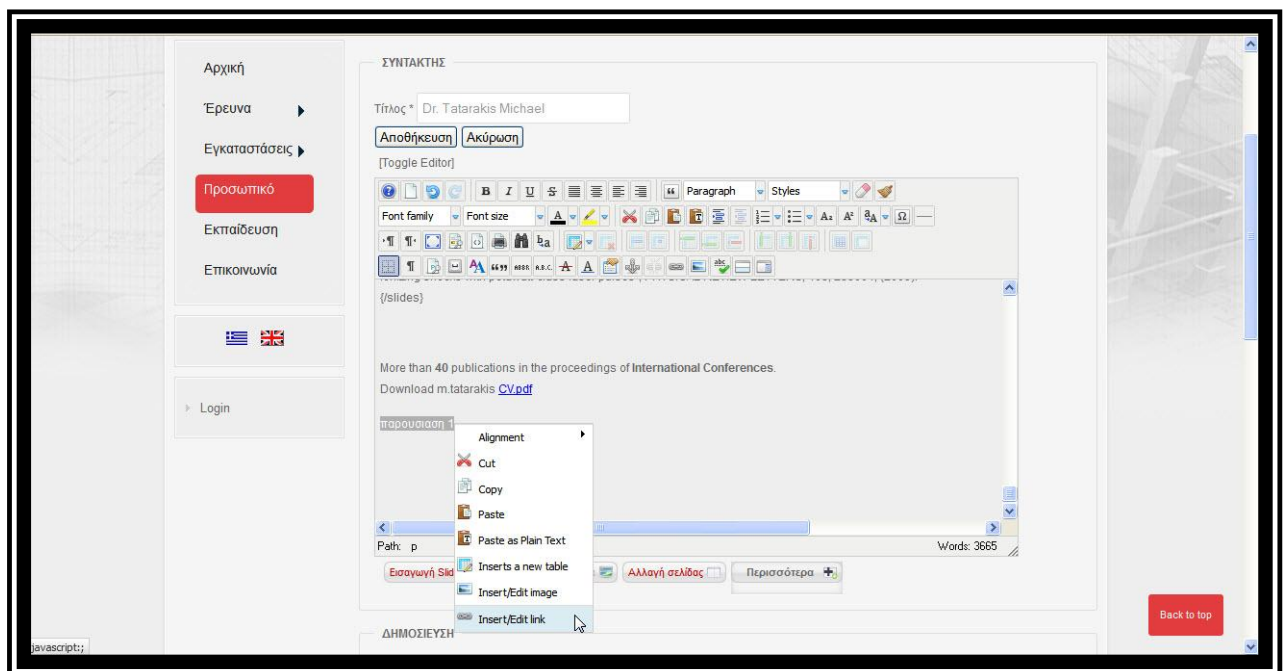 Αρχική
Έρευνα
Εγκαταστάσεις
Προσωπικό
Εκπαίδευση
Επικοινωνία
Login
ΣΥΝΤΑΚΤΗΣ
Τίτλος * Dr. Tatarakis Michael
Αποθήκευση Ακύρωση
[Toggle Editor]
Paragraph Styles
Font family Font size
{/slides}
More than 40 publications in the proceedings of International Conferences.
Download m.tatarakis CV.pdf
παρουσιαση 1
Alignment
Cut
Copy
Paste
Paste as Plain Text
Inserts a new table
Insert/Edit image
Insert/Edit link
Path: p Words: 3665
Εισαγωγή Slid Αλλαγή σελίδας Περισσότερα
ΔΗΜΟΣΙΕΥΣΗ
Back to top
javascript:;